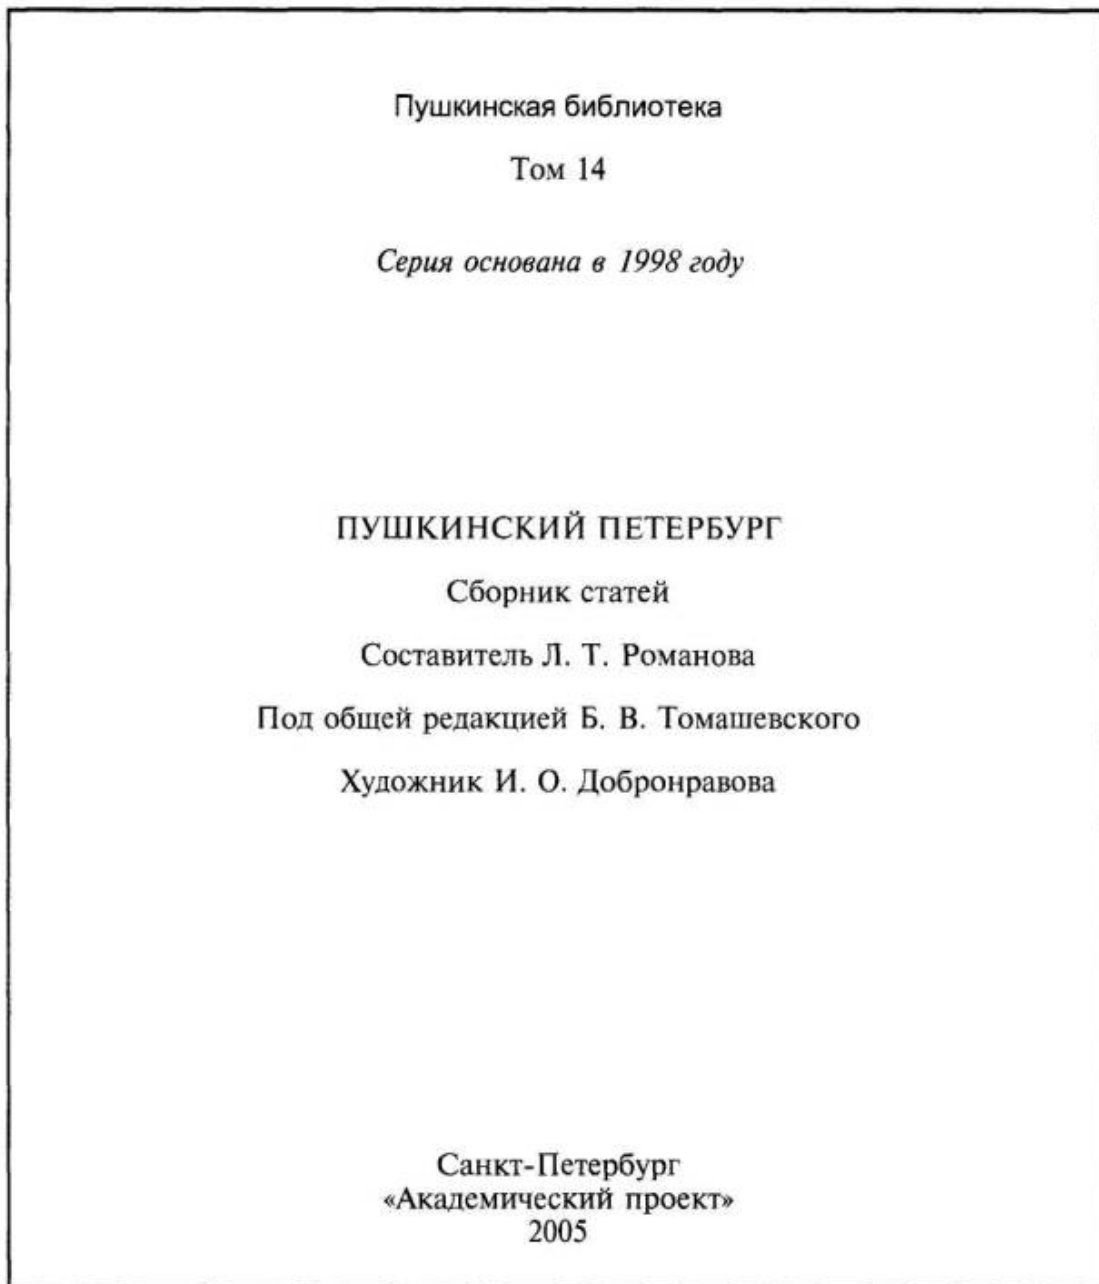 Пушкинская библиотека
Том 14
Серия основана в 1998 году
ПУШКИНСКИЙ ПЕТЕРБУРГ
Сборник статей
Составитель Л. Т. Романова
Под общей редакцией Б. В. Томашевского
Художник И. О. Добронравова
Санкт-Петербург
«Академический проект»
2005